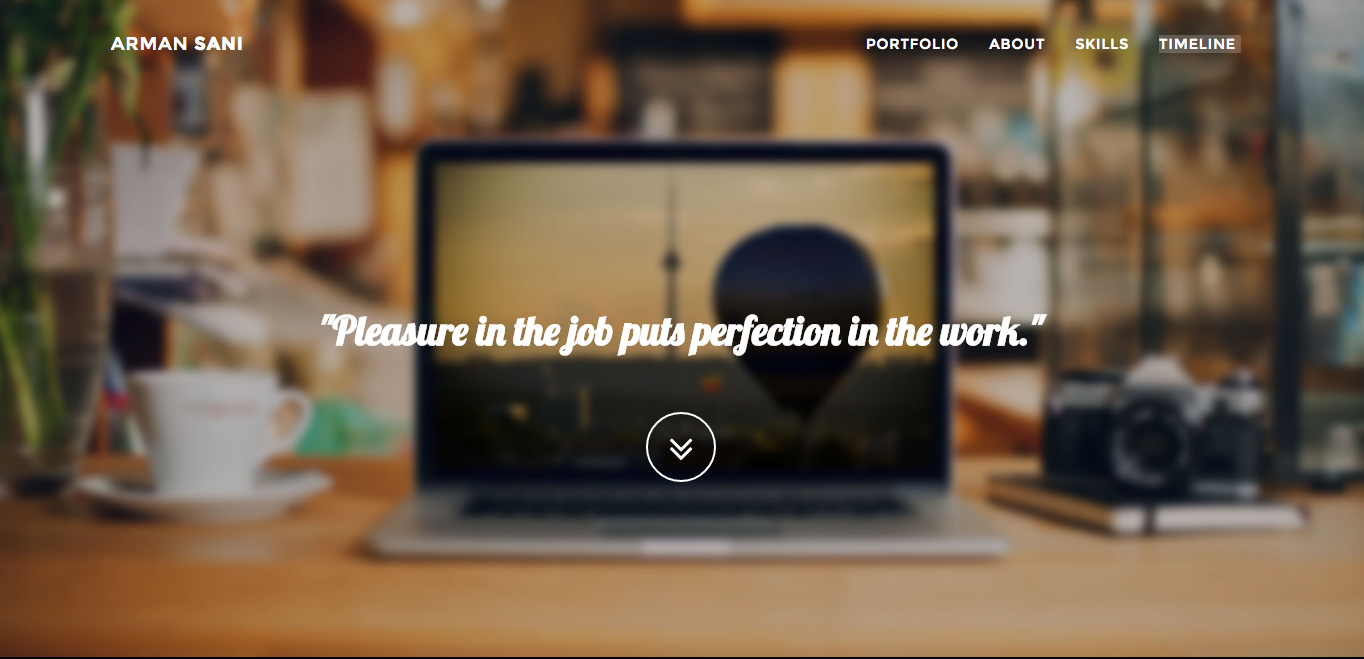 ARMAN SANI
PORTFOLIO ABOUT SKILLS TIMELINE
"Pleasure in the job puts perfection in the work."